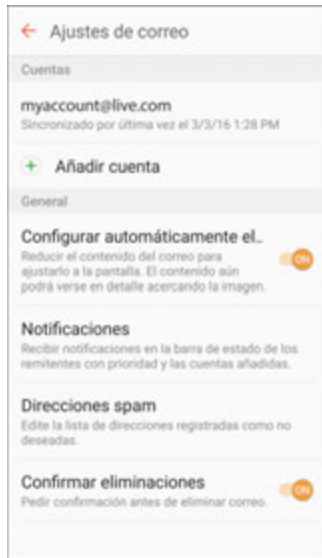 Ajustes de correo
Cuentas
myaccount@live.com
Sincronizado por última vez el 3/3/16 1:28 PM
+ Añadir cuenta
General
Configurar automáticamente el..
Reducir el contenido del correo para
ajustarlo a la pantalla. El contenido aún
podrá verse en detalle acercando la imagen.
ON
Notificaciones
Recibir notificaciones en la barra de estado de los
remitentes con prioridad y las cuentas añadidas.
Direcciones spam
Edite la lista de direcciones registradas como no
deseadas.
Confirmar eliminaciones
Pedir confirmación antes de eliminar correo.
ON